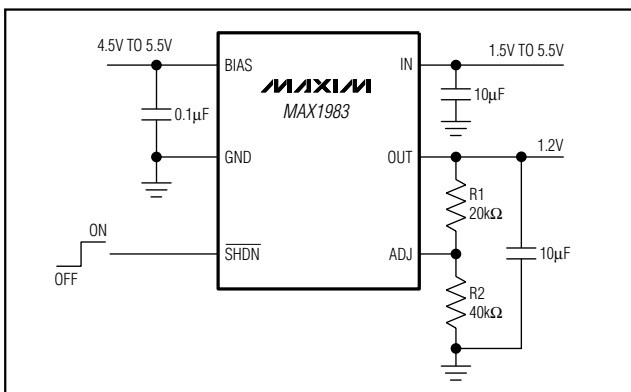 4.5V TO 5.5V
BIAS
IN
1.5V TO 5.5V
MAXIM
MAX1983
0.1μF
10μF
GND
OUT
1.2V
R1
20kΩ
ON
OFF
SHDN
ADJ
10μF
R2
40kΩ